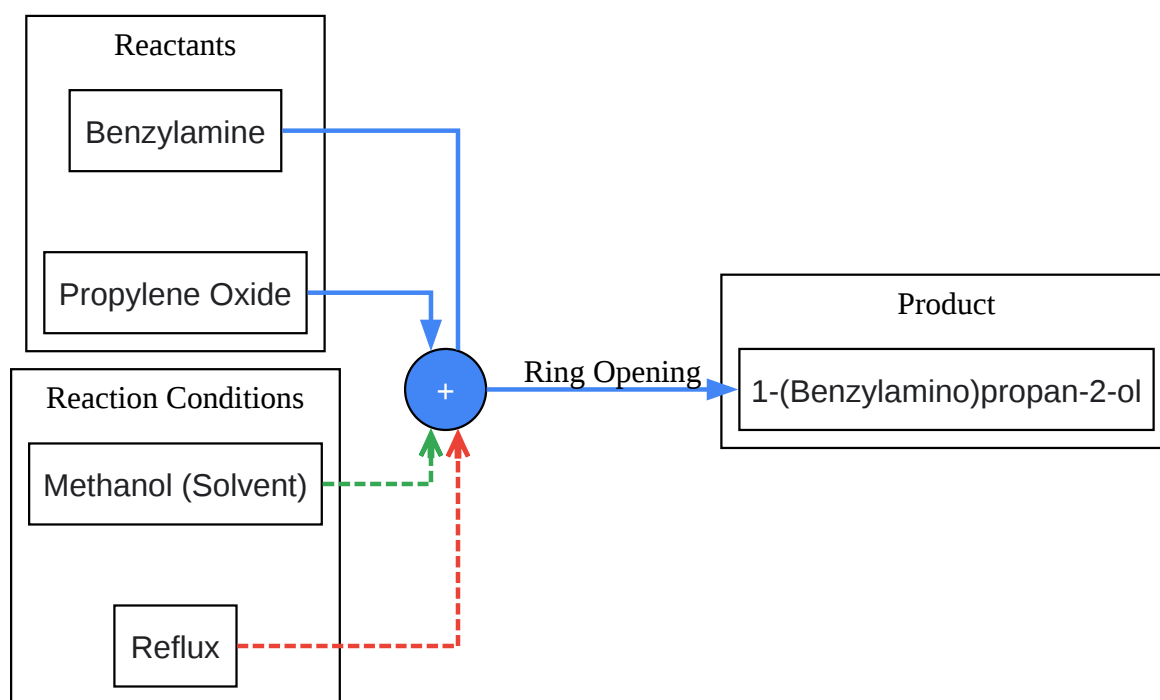 Reactants
Benzylamine
Propylene Oxide
Reaction Conditions
Methanol (Solvent)
Reflux
+
Ring Opening
Product
1-(Benzylamino)propan-2-ol